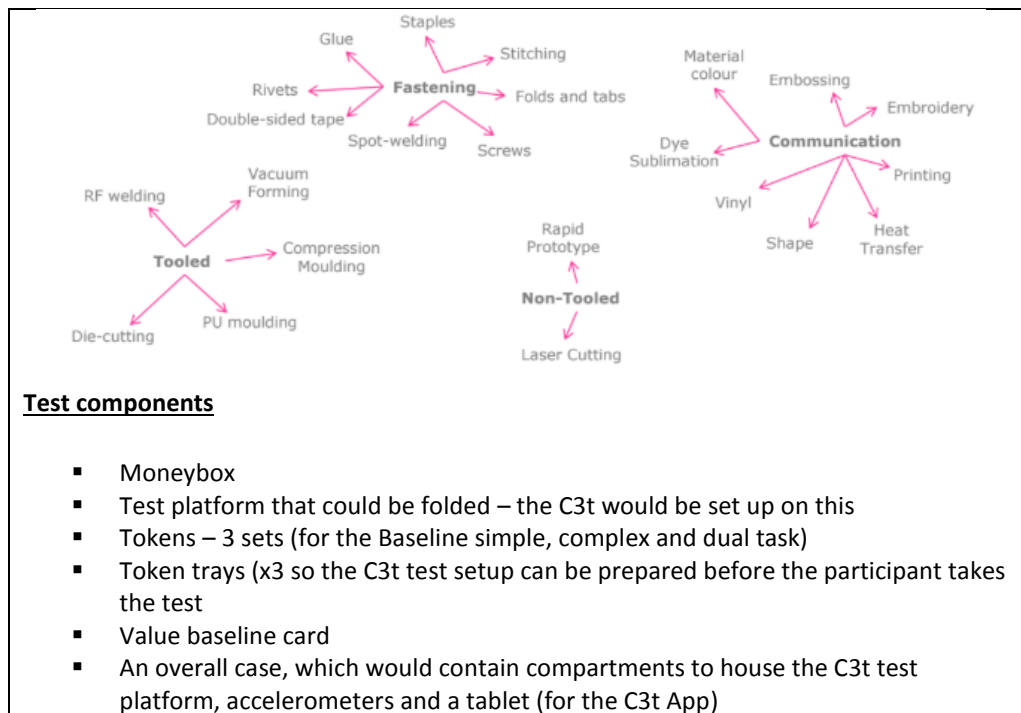 Staples
Glue
Stitching
Rivets
Fastening
Folds and tabs
Double-sided tape
Spot-welding
Screws
Material
colour
Embossing
Embroidery
Communication
Dye
Sublimation
Printing
Vinyl
Shape
Heat
Transfer
RF welding
Vacuum
Forming
Tooled
Compression
Moulding
Die-cutting
PU moulding
Rapid
Prototype
Non-Tooled
Laser Cutting
Test components
▪ Moneybox
▪ Test platform that could be folded – the C3t would be set up on this
▪ Tokens – 3 sets (for the Baseline simple, complex and dual task)
▪ Token trays (x3 so the C3t test setup can be prepared before the participant takes
the test
▪ Value baseline card
▪ An overall case, which would contain compartments to house the C3t test
platform, accelerometers and a tablet (for the C3t App)